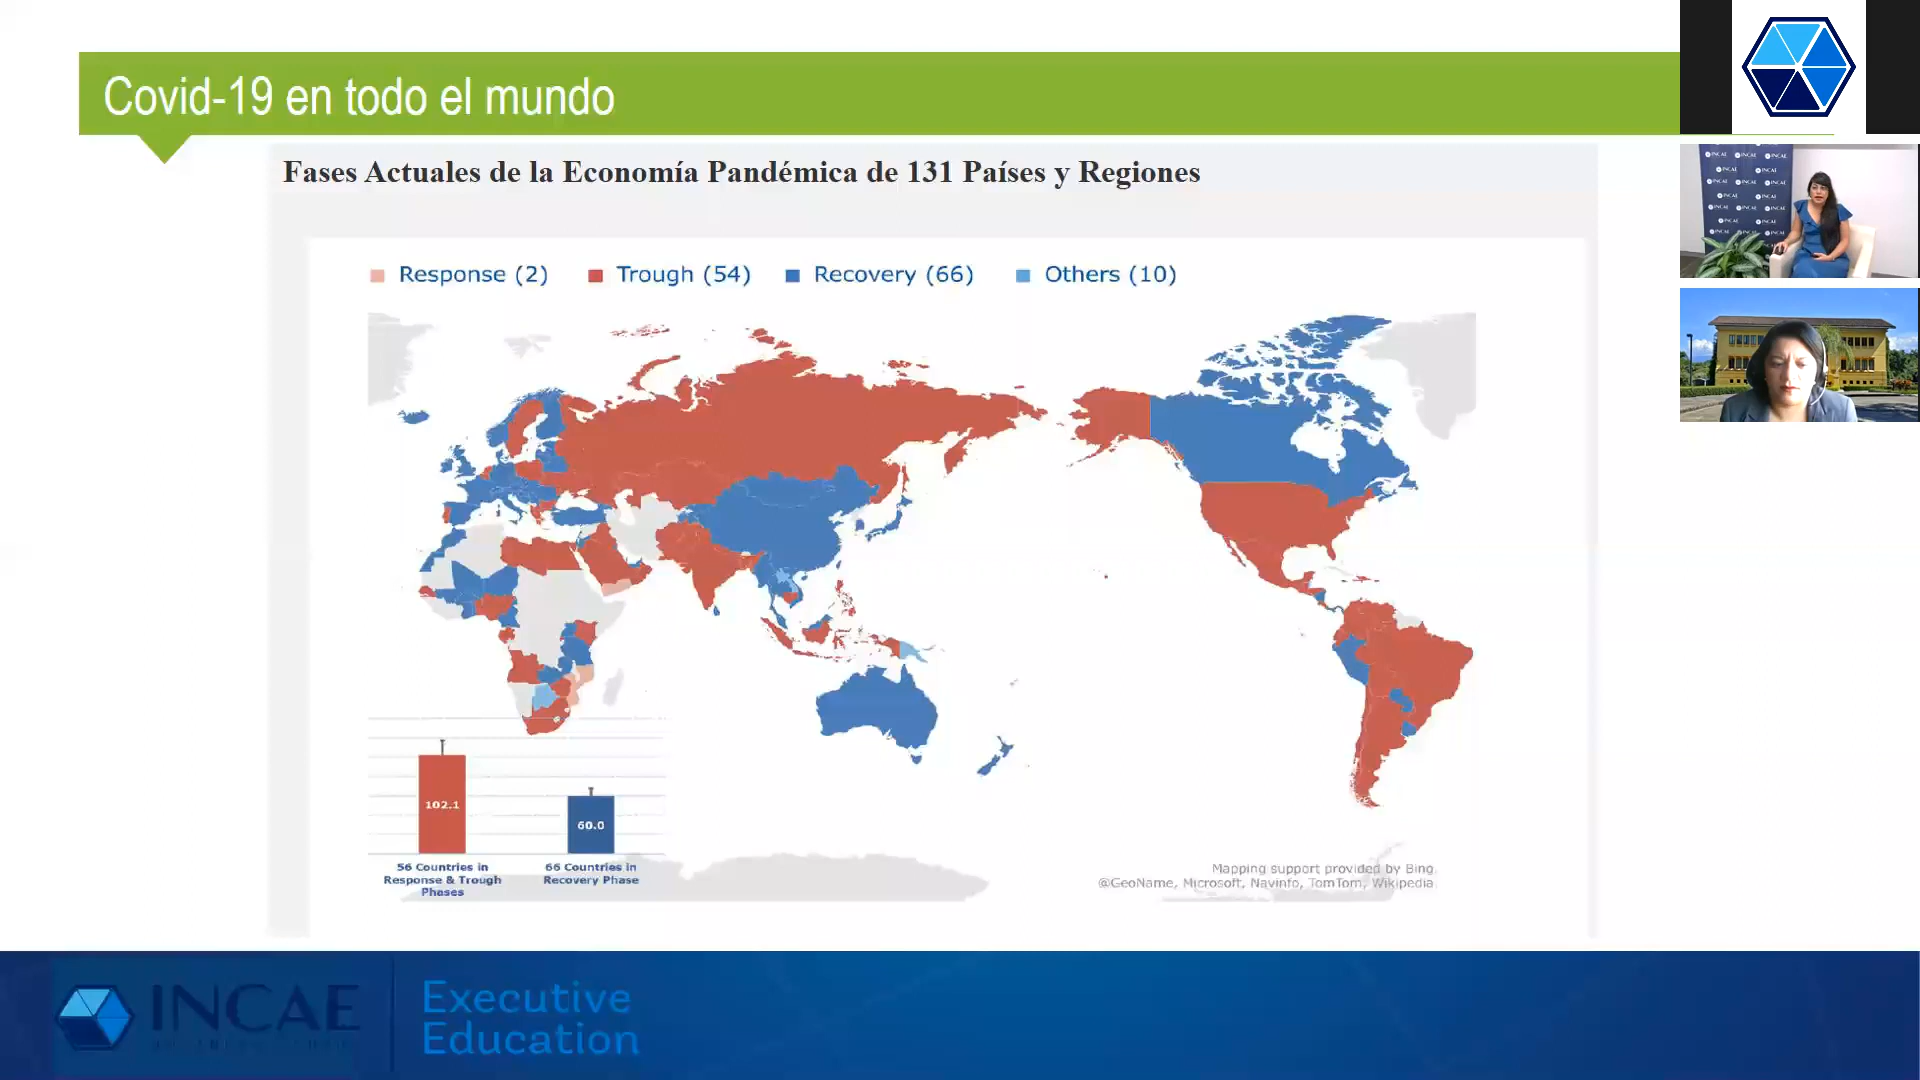 Covid-19 en todo el mundo
Fases Actuales de la Economía Pandémica de 131 Países y Regiones
Response (2) Trough (54) Recovery (66) Others (10)
102.1
60.0
56 Countries in
Response & Trough
Phases
66 Countries in
Recovery Phase
Mapping support provided by Bing.
@GeoName, Microsoft, Navinfo, TomTom, Wikipedia.
INCAE
Executive
Education
INCAE